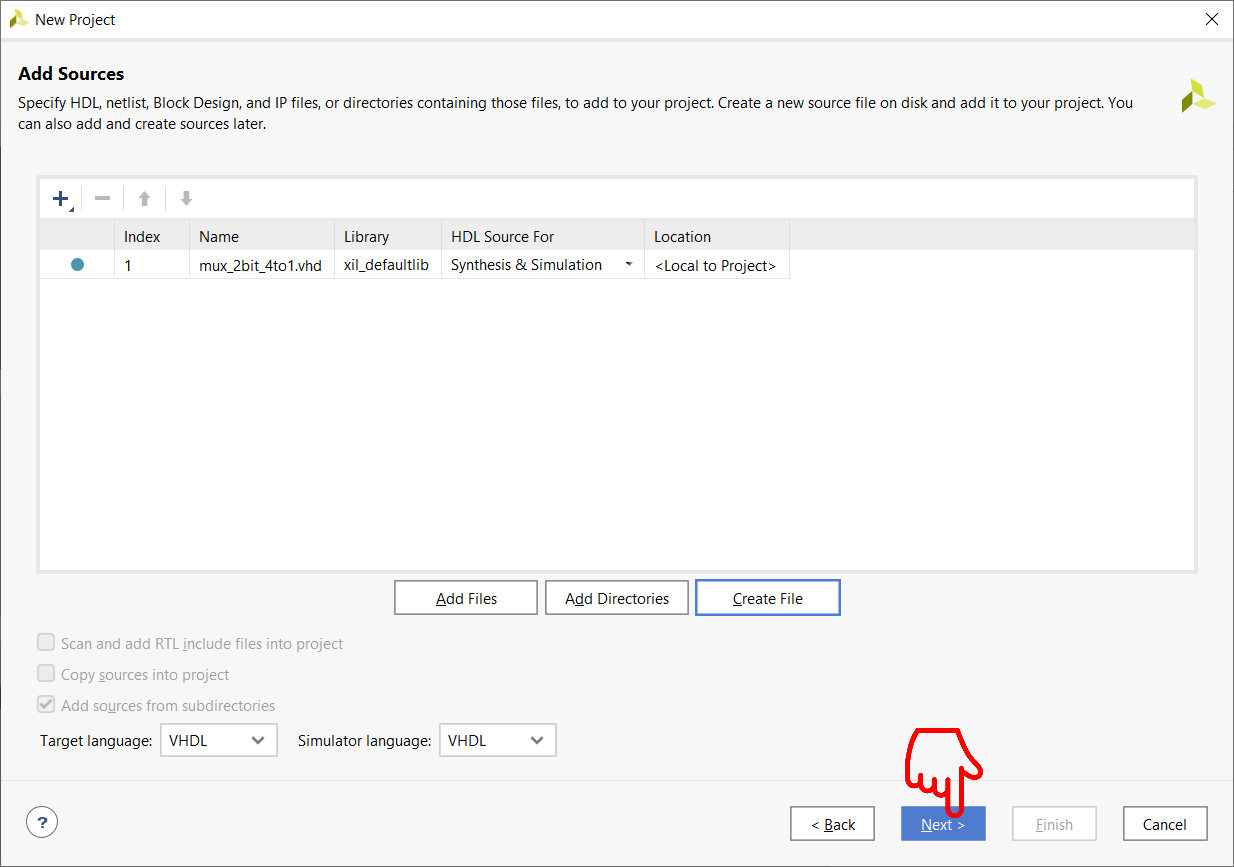 New Project
Add Sources
Specify HDL, netlist, Block Design, and IP files, or directories containing those files, to add to your project. Create a new source file on disk and add it to your project. You
can also add and create sources later.
Index Name Library HDL Source For Location
1 mux_2bit_4to1.vhd xil_defaultlib Synthesis & Simulation <Local to Project>
Add Files Add Directories Create File
Scan and add RTL include files into project
Copy sources into project
Add sources from subdirectories
Target language: VHDL Simulator language: VHDL
? < Back Next > Finish Cancel